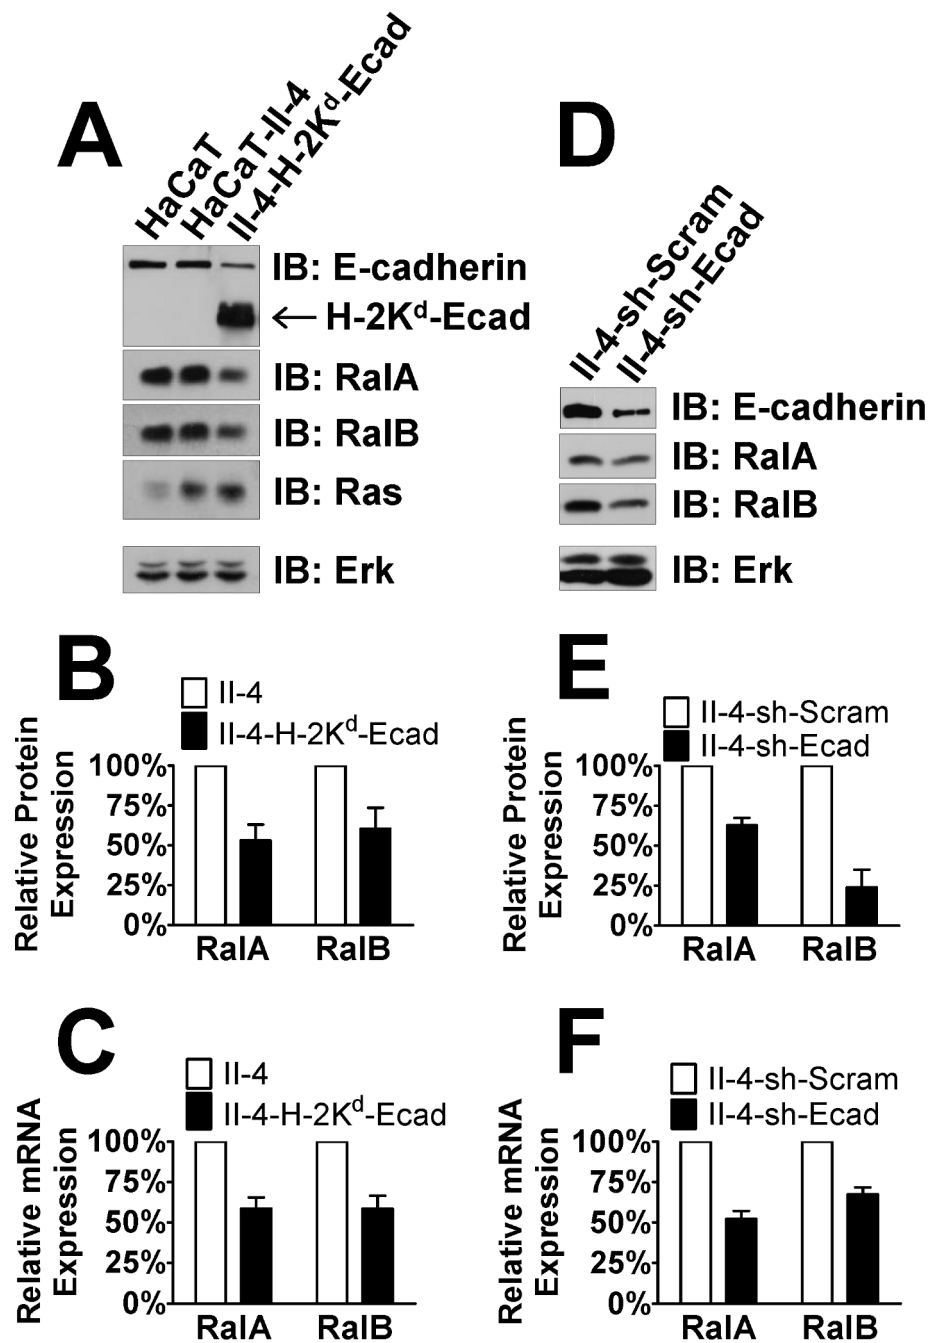 A
HaCaT
HaCaT-II-4
II-4-H-2Kᵈ-Ecad
IB: E-cadherin
← H-2Kᵈ-Ecad
IB: RalA
IB: RalB
IB: Ras
IB: Erk
D
II-4-sh-Scram
II-4-sh-Ecad
IB: E-cadherin
IB: RalA
IB: RalB
IB: Erk
B
II-4
II-4-H-2Kᵈ-Ecad
Relative Protein
Expression
100%
75%
50%
25%
0%
RalA RalB
E
II-4-sh-Scram
II-4-sh-Ecad
Relative Protein
Expression
100%
75%
50%
25%
0%
RalA RalB
C
II-4
II-4-H-2Kᵈ-Ecad
Relative mRNA
Expression
100%
75%
50%
25%
0%
RalA RalB
F
II-4-sh-Scram
II-4-sh-Ecad
Relative mRNA
Expression
100%
75%
50%
25%
0%
RalA RalB